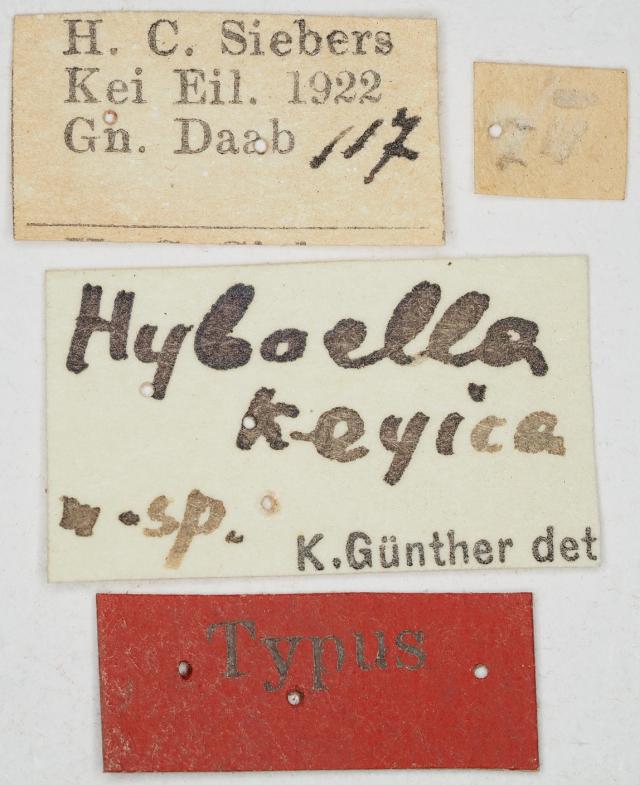 H. C. Siebers
Kei Eil. 1922
Gn. Daab 117
Hyboella
keyica
n. sp.
K. Günther det
Typus